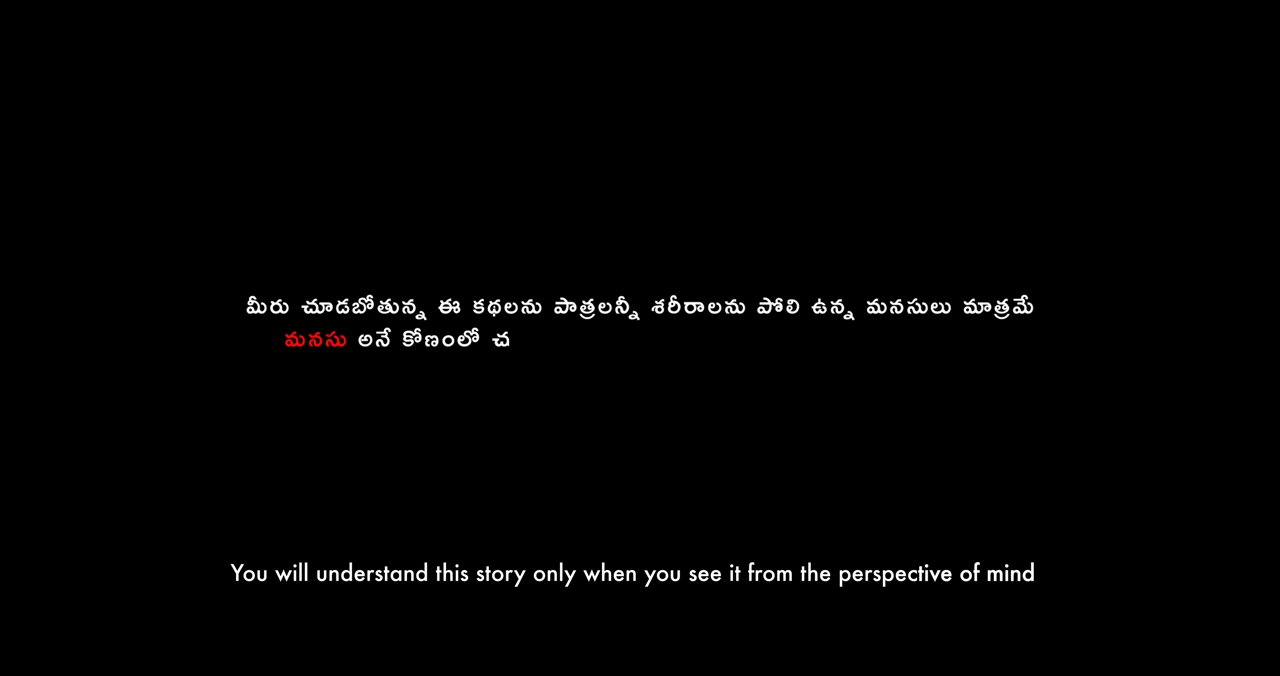 మీరు చూడబోతున్న ఈ కథలను పాత్రలన్నీ శరీరాలను పోలి ఉన్న మనసులు మాత్రమే
మనసు అనే కోణంలో చ
You will understand this story only when you see it from the perspective of mind